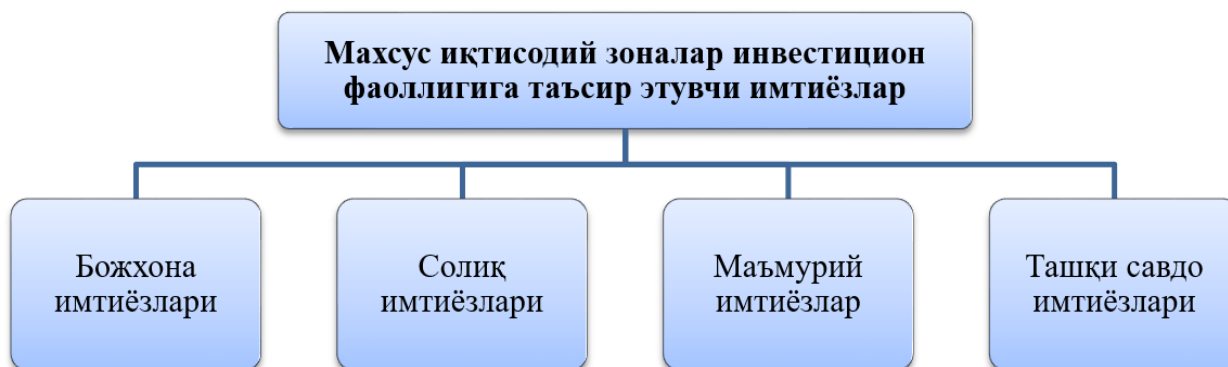 Махсус иқтисодий зоналар инвестицион
фаоллигига таъсир этувчи имтиёзлар
Божхона
имтиёзлари
Солиқ
имтиёзлари
Маъмурий
имтиёзлар
Ташқи савдо
имтиёзлари